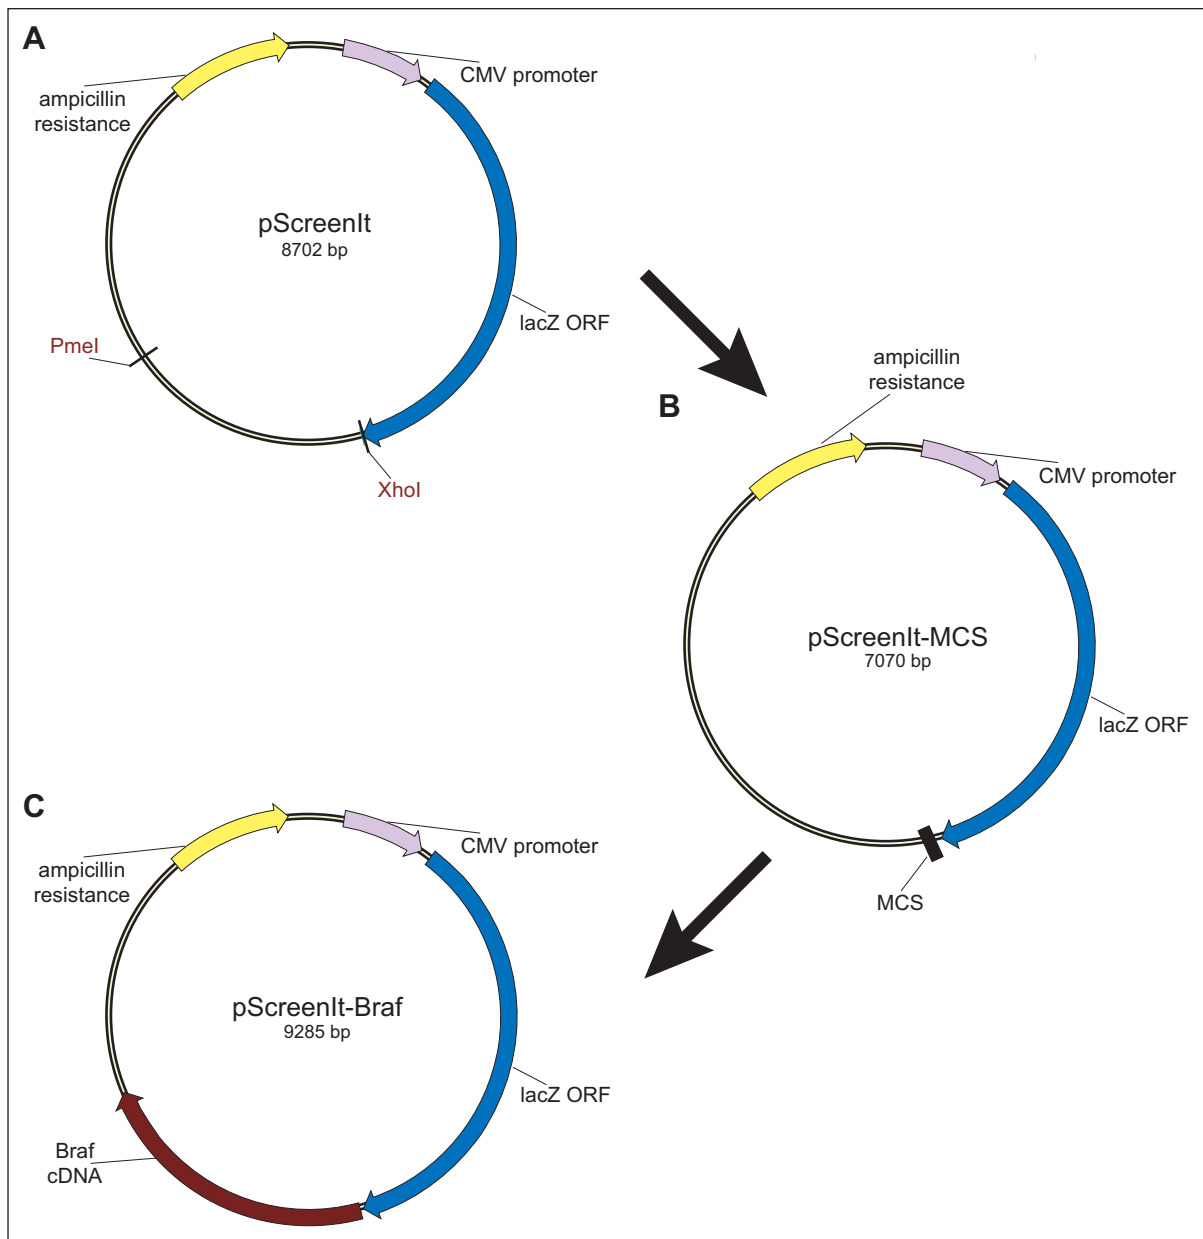 A
CMV promoter
ampicillin
resistance
pScreenIt
8702 bp
lacZ ORF
PmeI
XhoI
B
ampicillin
resistance
CMV promoter
pScreenIt-MCS
7070 bp
lacZ ORF
MCS
C
CMV promoter
ampicillin
resistance
pScreenIt-Braf
9285 bp
lacZ ORF
Braf
cDNA